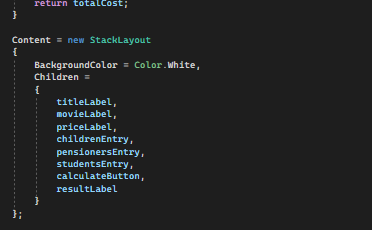 return totalCost;
}
Content = new StackLayout
{
BackgroundColor = Color.White,
Children =
{
titleLabel,
movieLabel,
priceLabel,
childrenEntry,
pensionersEntry,
studentsEntry,
calculateButton,
resultLabel
}
};